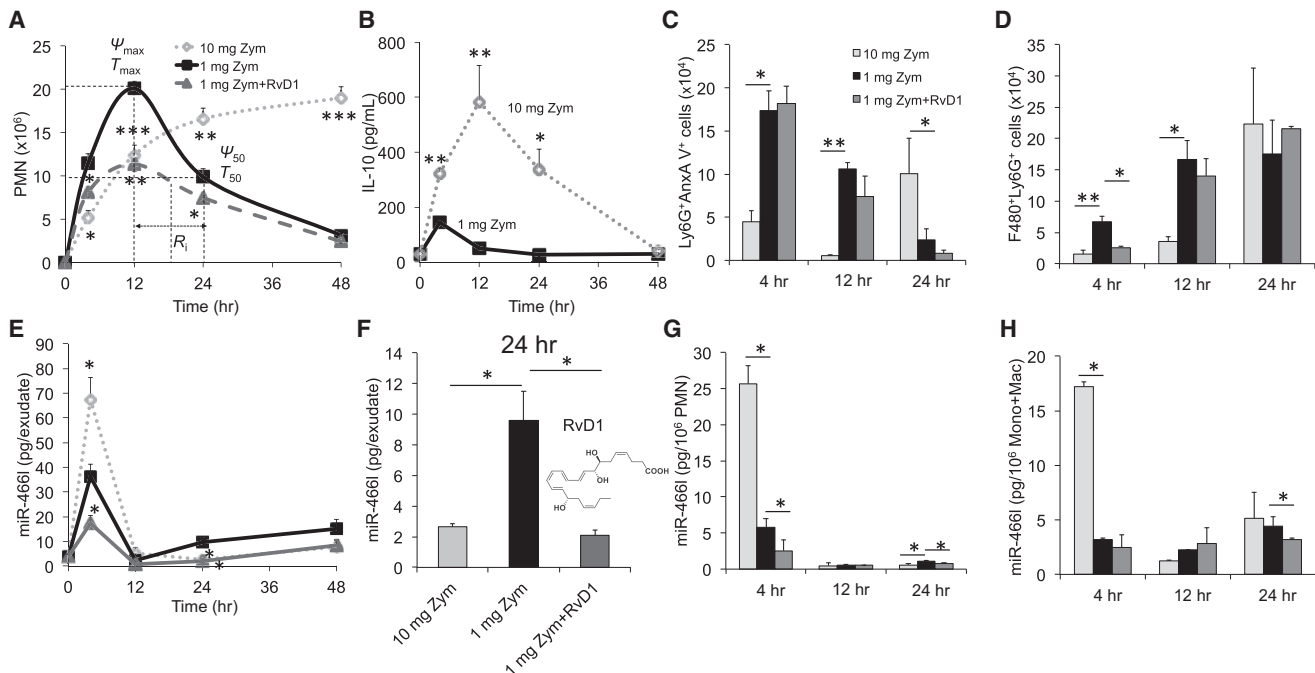 A
Ψmax
Tmax
10 mg Zym
1 mg Zym
1 mg Zym+RvD1
PMN (x10⁶)
25
20
15
10
5
0
***
**
***
*
**
*
*
Ψ50
T50
Ri
0 12 24 36 48
Time (hr)
B
IL-10 (pg/mL)
800
600
400
200
0
**
**
*
10 mg Zym
1 mg Zym
0 12 24 36 48
Time (hr)
C
Ly6G⁺AnxA V⁺ cells (x10⁴)
25
20
15
10
5
0
10 mg Zym
1 mg Zym
1 mg Zym+RvD1
*
**
*
4 hr 12 hr 24 hr
D
F480⁺Ly6G⁺ cells (x10⁴)
35
30
25
20
15
10
5
0
**
*
*
4 hr 12 hr 24 hr
E
miR-466l (pg/exudate)
90
80
70
60
50
40
30
20
10
0
*
*
*
*
0 12 24 36 48
Time (hr)
F
24 hr
miR-466l (pg/exudate)
14
12
10
8
6
4
2
0
*
*
RvD1
HO
COOH
OH
HO
10 mg Zym
1 mg Zym
1 mg Zym+RvD1
G
miR-466l (pg/10⁶ PMN)
30
25
20
15
10
5
0
*
*
* *
4 hr 12 hr 24 hr
H
miR-466l (pg/10⁶ Mono+Mac)
20
15
10
5
0
*
*
4 hr 12 hr 24 hr